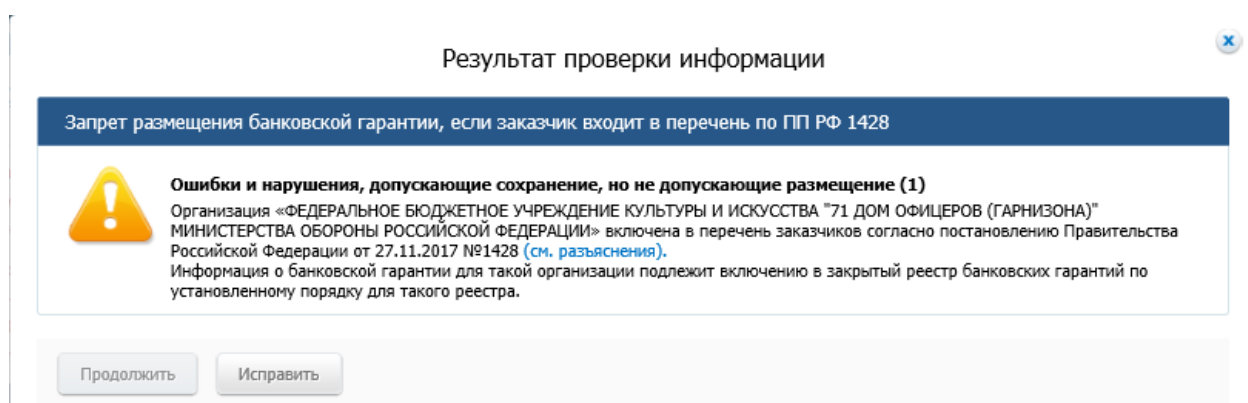 Результат проверки информации
Запрет размещения банковской гарантии, если заказчик входит в перечень по ПП РФ 1428
Ошибки и нарушения, допускающие сохранение, но не допускающие размещение (1)
Организация «ФЕДЕРАЛЬНОЕ БЮДЖЕТНОЕ УЧРЕЖДЕНИЕ КУЛЬТУРЫ И ИСКУССТВА "71 ДОМ ОФИЦЕРОВ (ГАРНИЗОНА)"
МИНИСТЕРСТВА ОБОРОНЫ РОССИЙСКОЙ ФЕДЕРАЦИИ» включена в перечень заказчиков согласно постановлению Правительства
Российской Федерации от 27.11.2017 №1428 (см. разъяснения).
Информация о банковской гарантии для такой организации подлежит включению в закрытый реестр банковских гарантий по
установленному порядку для такого реестра.
Продолжить
Исправить